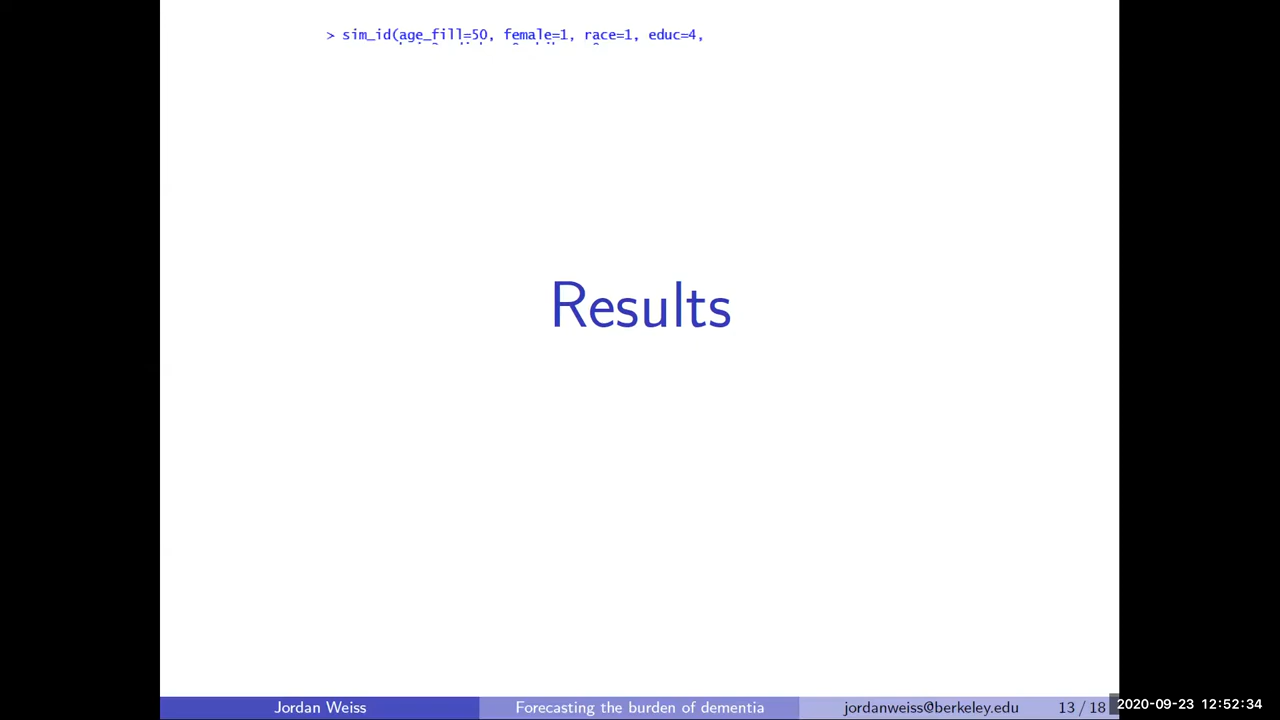 > sim_id(age_fill=50, female=1, race=1, educ=4,
Results
Jordan Weiss
Forecasting the burden of dementia
jordanweiss@berkeley.edu
13 / 18
2020-09-23 12:52:34